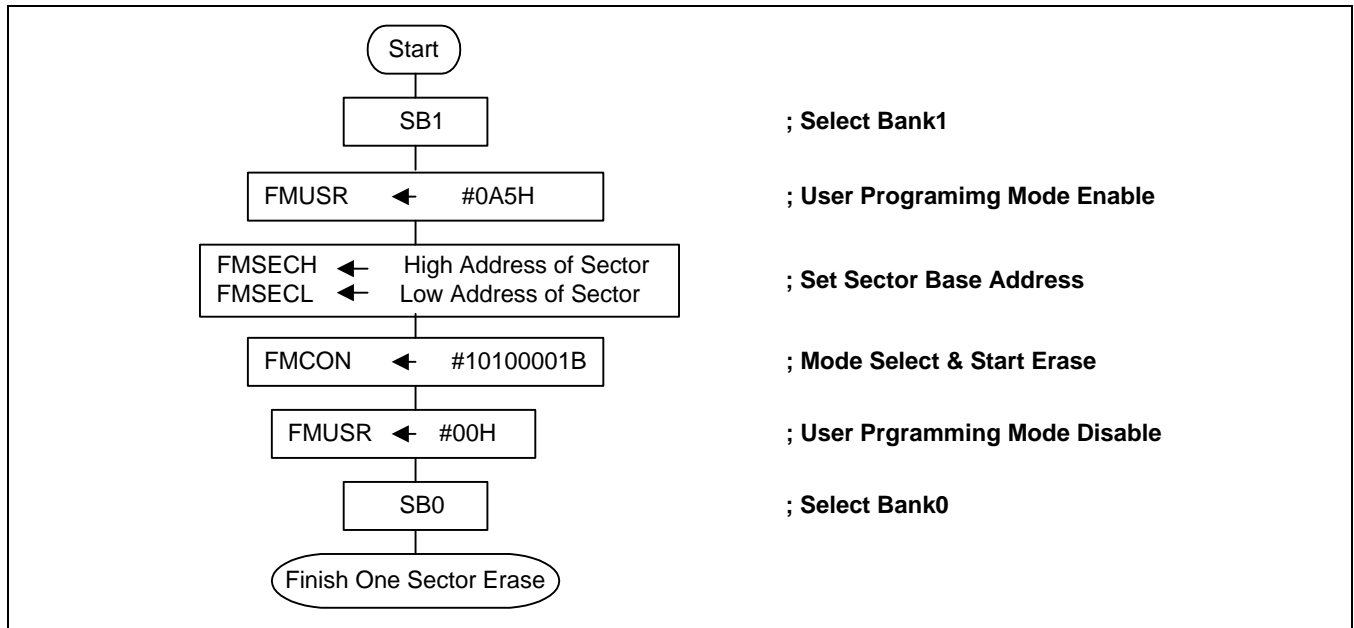 Start
SB1 ; Select Bank1
FMUSR ← #0A5H ; User Programimg Mode Enable
FMSECH ← High Address of Sector
FMSECL ← Low Address of Sector
; Set Sector Base Address
FMCON ← #10100001B ; Mode Select & Start Erase
FMUSR ← #00H ; User Prgramming Mode Disable
SB0 ; Select Bank0
Finish One Sector Erase